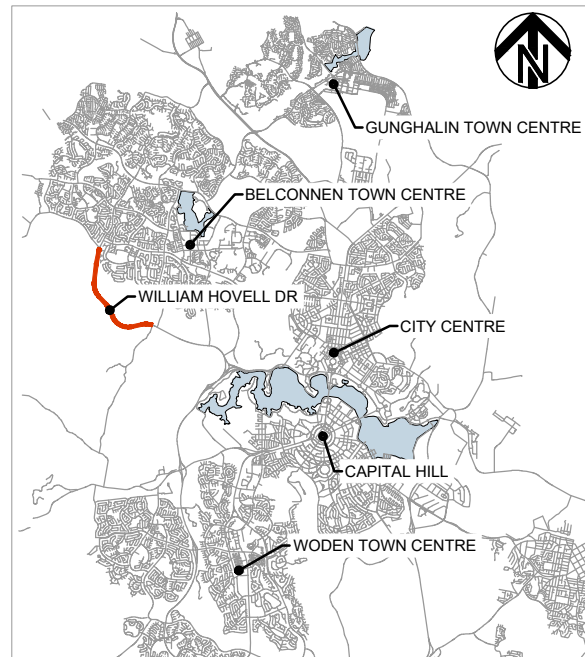 N
GUNGHALIN TOWN CENTRE
BELCONNEN TOWN CENTRE
WILLIAM HOVELL DR
CITY CENTRE
CAPITAL HILL
WODEN TOWN CENTRE